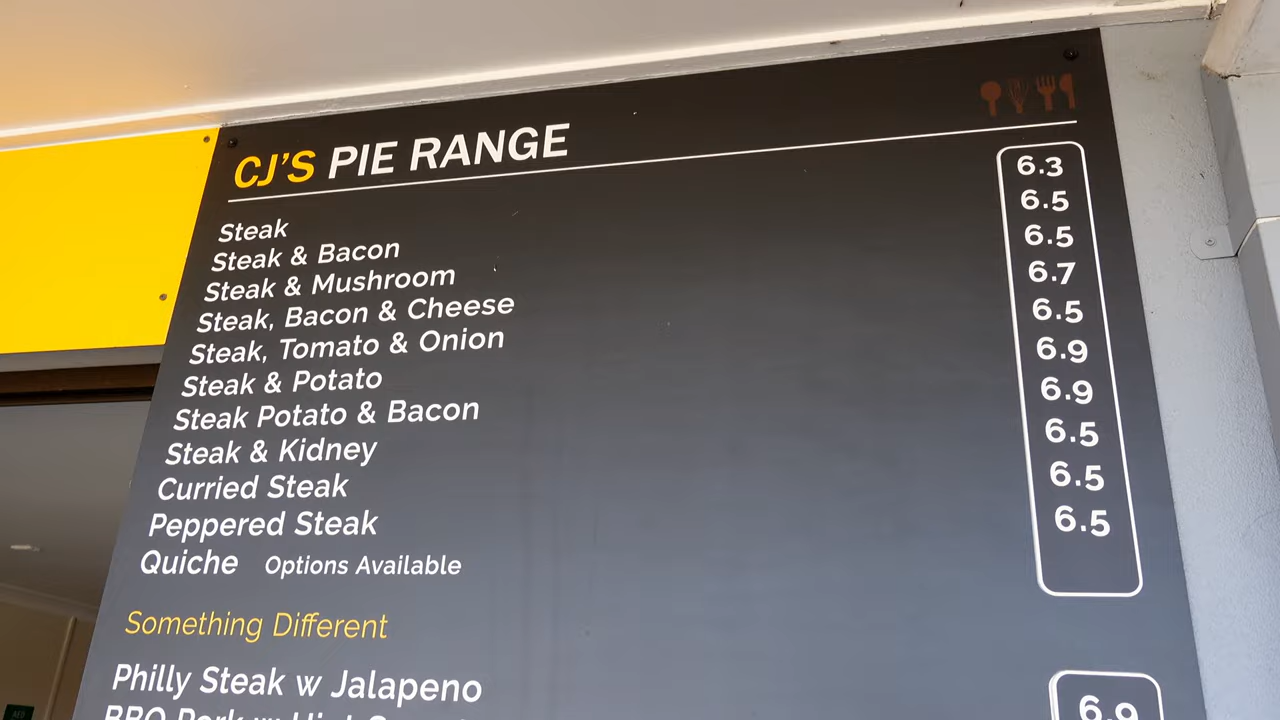 CJ'S PIE RANGE
Steak 6.3
Steak & Bacon 6.5
Steak & Mushroom 6.5
Steak, Bacon & Cheese 6.7
Steak, Tomato & Onion 6.5
Steak & Potato 6.9
Steak Potato & Bacon 6.9
Steak & Kidney 6.5
Curried Steak 6.5
Peppered Steak 6.5
Quiche Options Available
Something Different
Philly Steak w Jalapeno 6.9